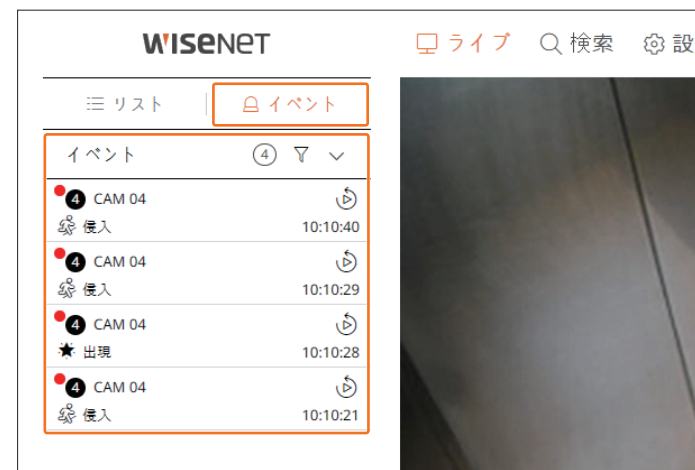 WISENET
ライブ 検索 設
リスト イベント
イベント 4
4 CAM 04
侵入 10:10:40
4 CAM 04
侵入 10:10:29
4 CAM 04
出現 10:10:28
4 CAM 04
侵入 10:10:21